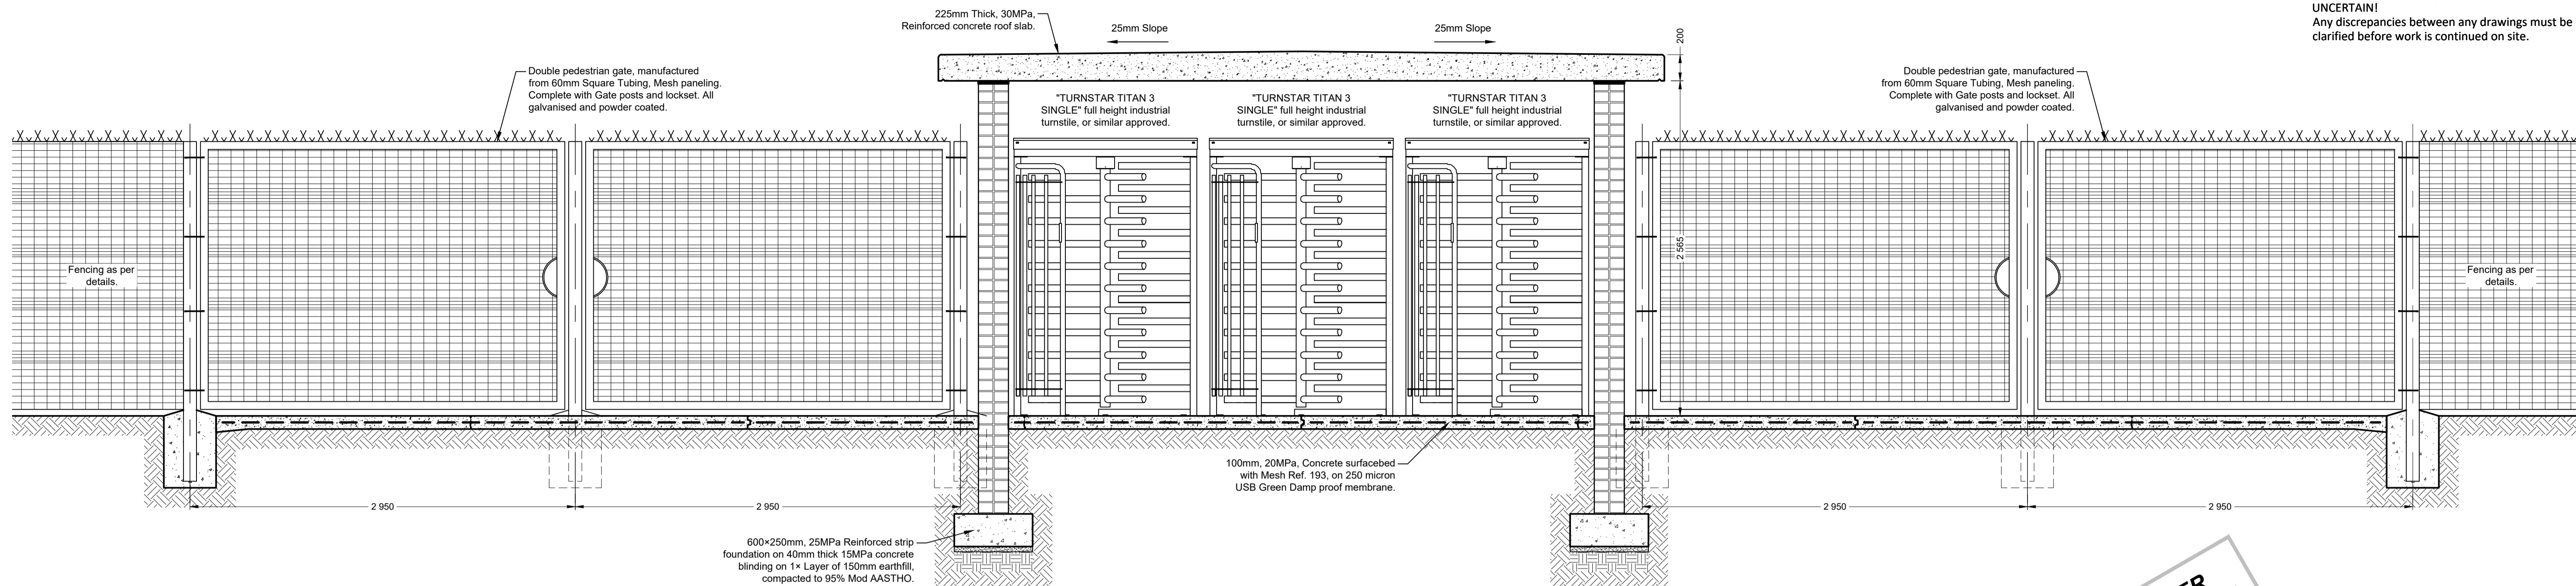 UNCERTAIN!
Any discrepancies between any drawings must be
clarified before work is continued on site.
225mm Thick, 30MPa,
Reinforced concrete roof slab.
25mm Slope
25mm Slope
200
Double pedestrian gate, manufactured
from 60mm Square Tubing, Mesh paneling.
Complete with Gate posts and lockset. All
galvanised and powder coated.
"TURNSTAR TITAN 3
SINGLE" full height industrial
turnstile, or similar approved.
"TURNSTAR TITAN 3
SINGLE" full height industrial
turnstile, or similar approved.
"TURNSTAR TITAN 3
SINGLE" full height industrial
turnstile, or similar approved.
Double pedestrian gate, manufactured
from 60mm Square Tubing, Mesh paneling.
Complete with Gate posts and lockset. All
galvanised and powder coated.
2 565
Fencing as per
details.
Fencing as per
details.
100mm, 20MPa, Concrete surfacebed
with Mesh Ref. 193, on 250 micron
USB Green Damp proof membrane.
2 950
2 950
2 950
2 950
600×250mm, 25MPa Reinforced strip
foundation on 40mm thick 15MPa concrete
blinding on 1× Layer of 150mm earthfill,
compacted to 95% Mod AASTHO.